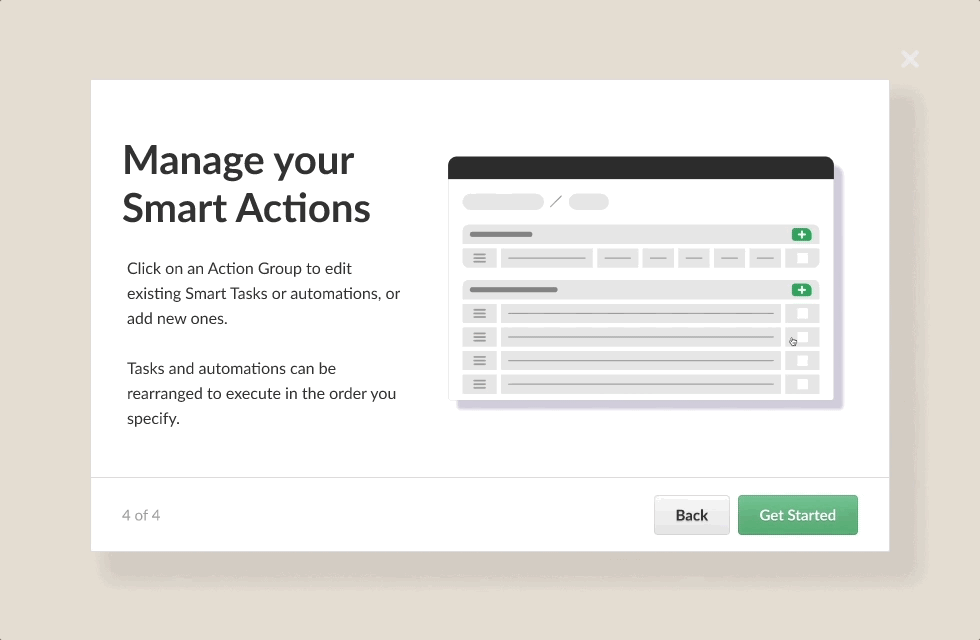 Manage your
Smart Actions
Click on an Action Group to edit
existing Smart Tasks or automations, or
add new ones.
Tasks and automations can be
rearranged to execute in the order you
specify.
4 of 4
Back
Get Started